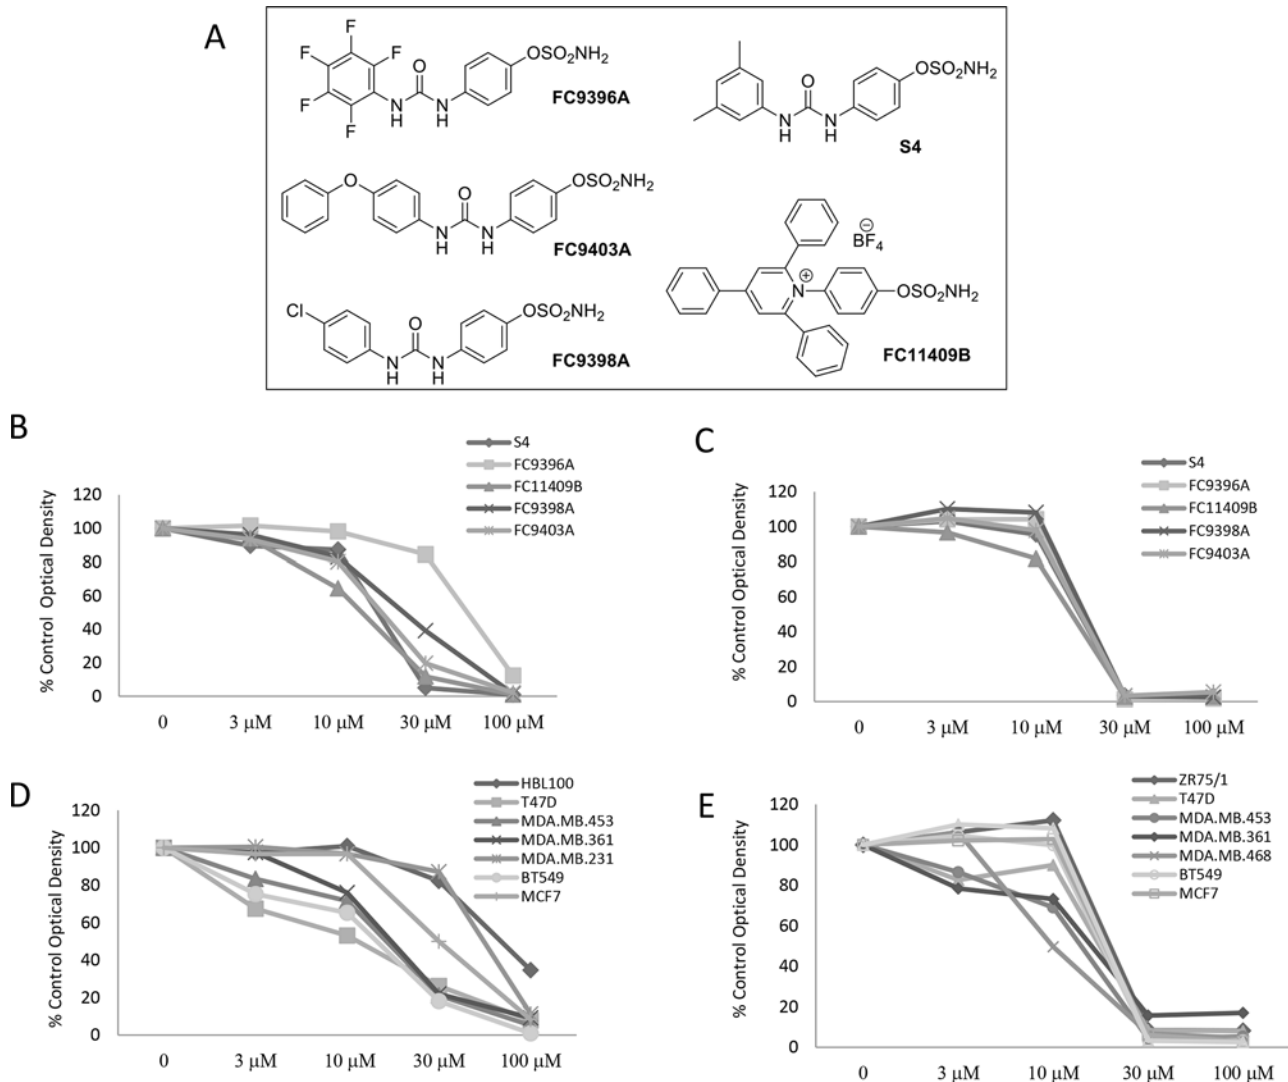 A
F
F
F
F
F
O
N
H
N
H
OSO2NH2
FC9396A
O
N
H
N
H
OSO2NH2
S4
O
O
N
H
N
H
OSO2NH2
FC9403A
Cl
O
N
H
N
H
OSO2NH2
FC9398A
⊖
BF4
N
⊕
OSO2NH2
FC11409B
B
S4
FC9396A
FC11409B
FC9398A
FC9403A
% Control Optical Density
120
100
80
60
40
20
0
0 3 μM 10 μM 30 μM 100 μM
C
S4
FC9396A
FC11409B
FC9398A
FC9403A
% Control Optical Density
120
100
80
60
40
20
0
0 3 μM 10 μM 30 μM 100 μM
D
HBL100
T47D
MDA.MB.453
MDA.MB.361
MDA.MB.231
BT549
MCF7
% Control Optical Density
120
100
80
60
40
20
0
0 3 μM 10 μM 30 μM 100 μM
E
ZR75/1
T47D
MDA.MB.453
MDA.MB.361
MDA.MB.468
BT549
MCF7
% Control Optical Density
120
100
80
60
40
20
0
0 3 μM 10 μM 30 μM 100 μM